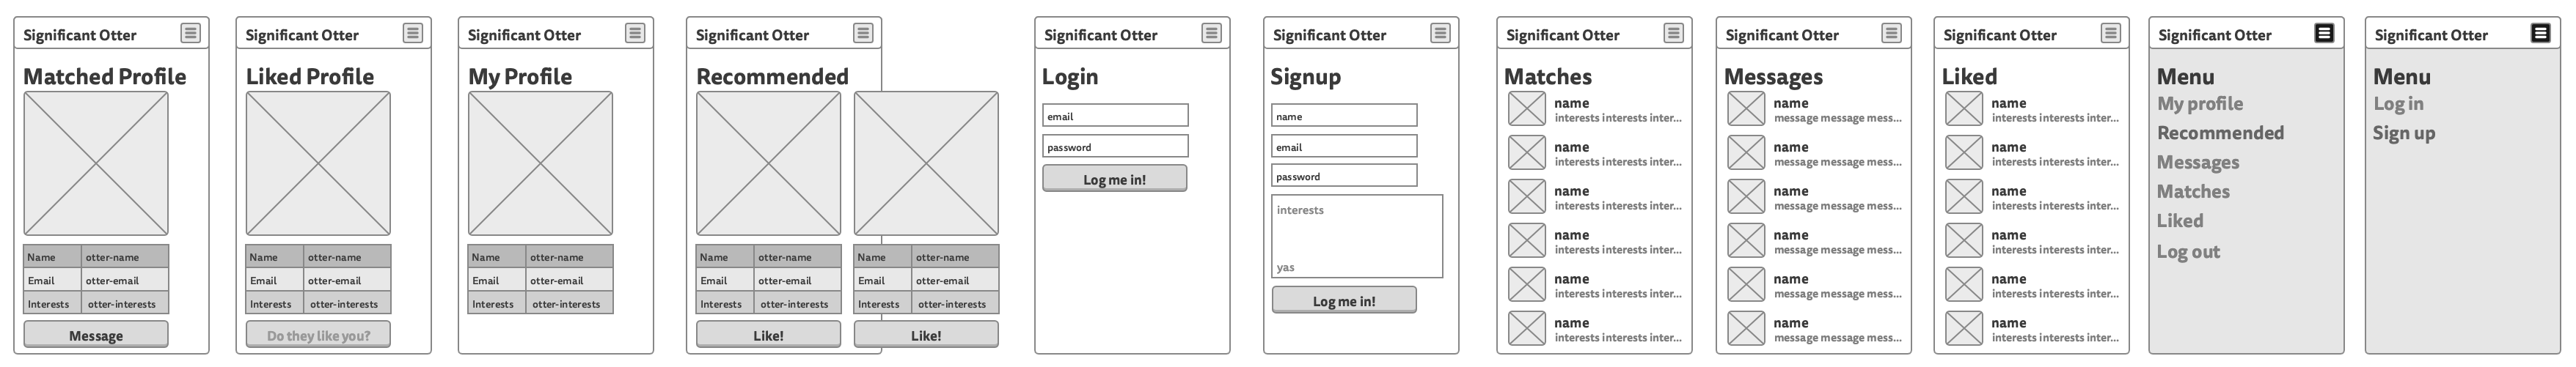 Significant Otter
Matched Profile
Name otter-name
Email otter-email
Interests otter-interests
Message
Significant Otter
Liked Profile
Name otter-name
Email otter-email
Interests otter-interests
Do they like you?
Significant Otter
My Profile
Name otter-name
Email otter-email
Interests otter-interests
Significant Otter
Recommended
Name otter-name
Email otter-email
Interests otter-interests
Like!
Name otter-name
Email otter-email
Interests otter-interests
Like!
Significant Otter
Login
email
password
Log me in!
Significant Otter
Signup
name
email
password
interests
yas
Log me in!
Significant Otter
Matches
name
interests interests inter...
name
interests interests inter...
name
interests interests inter...
name
interests interests inter...
name
interests interests inter...
name
interests interests inter...
Significant Otter
Messages
name
message message mess...
name
message message mess...
name
message message mess...
name
message message mess...
name
message message mess...
name
message message mess...
Significant Otter
Liked
name
interests interests inter...
name
interests interests inter...
name
interests interests inter...
name
interests interests inter...
name
interests interests inter...
name
interests interests inter...
Significant Otter
Menu
My profile
Recommended
Messages
Matches
Liked
Log out
Significant Otter
Menu
Log in
Sign up